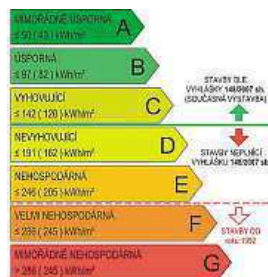 MIMOŘÁDNĚ ÚSPORNÁ
≤ 50 ( 43 ) kWh/m²
A
ÚSPORNÁ
≤ 97 ( 82 ) kWh/m²
B
VYHOVUJÍCÍ
≤ 142 ( 120 ) kWh/m²
C
NEVYHOVUJÍCÍ
≤ 191 ( 162 ) kWh/m²
D
NEHOSPODÁRNÁ
≤ 246 ( 205 ) kWh/m²
E
VELMI NEHOSPODÁRNÁ
≤ 286 ( 245 ) kWh/m²
F
MIMOŘÁDNĚ NEHOSPODÁRNÁ
> 286 ( 245 ) kWh/m²
G
STAVBY DLE
VYHLÁŠKY 148/2007 sb.
(SOUČASNÁ VÝSTAVBA)
STAVBY NEPLNÍCÍ
VYHLÁŠKU 148/2007 sb.
STAVBY DO
roku 1992